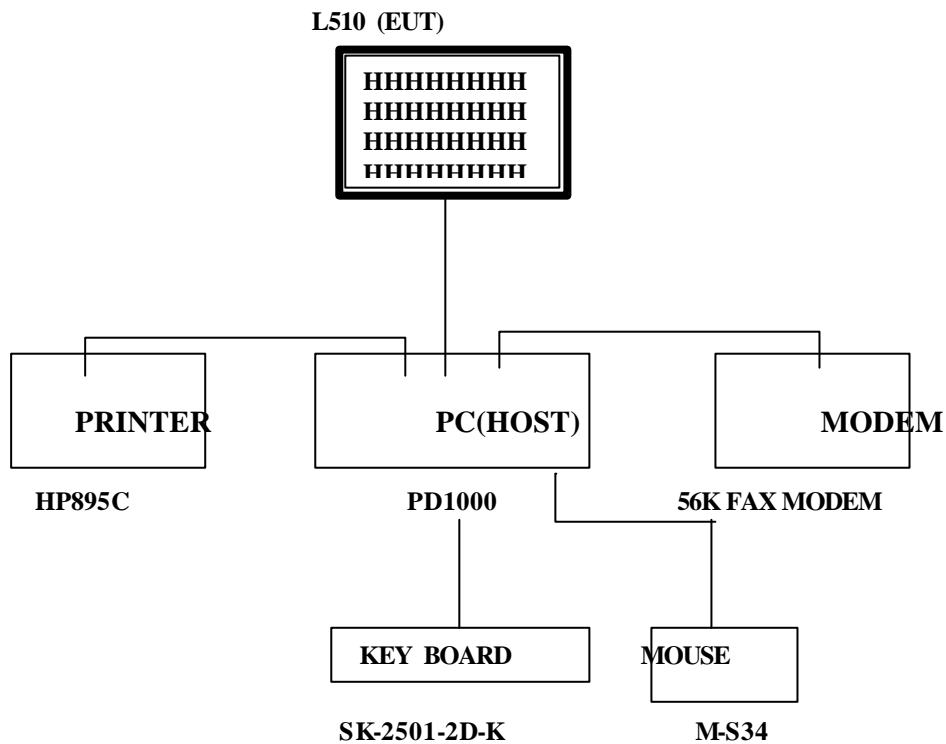 L510 (EUT)
HHHHHHHH
HHHHHHHH
HHHHHHHH
HHHHHHHH
PRINTER
PC(HOST)
MODEM
HP895C
PD1000
56K FAX MODEM
KEY BOARD
MOUSE
SK-2501-2D-K
M-S34